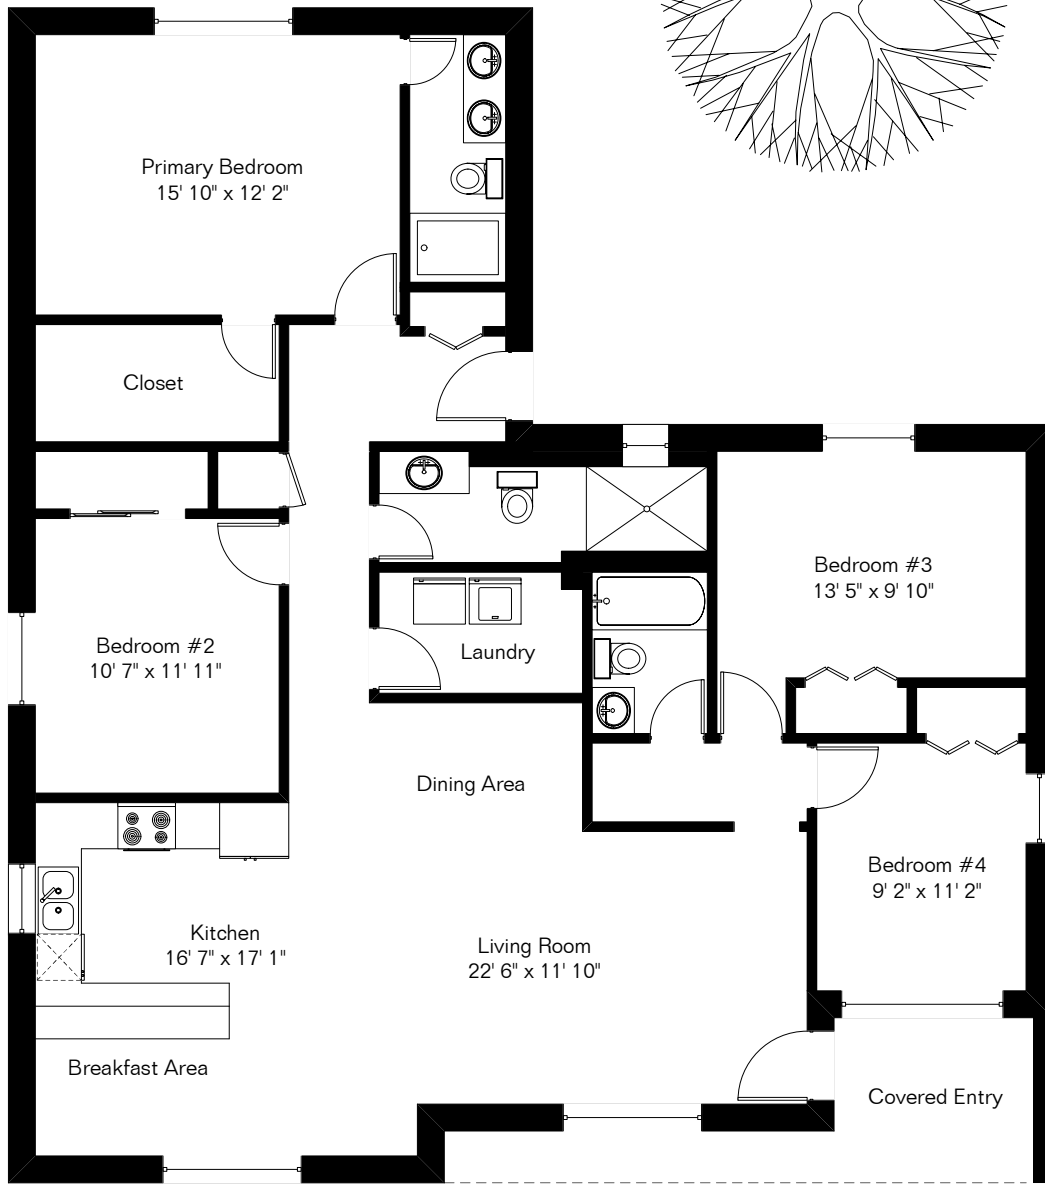 Primary Bedroom
15' 10" x 12' 2"
Closet
Bedroom #3
13' 5" x 9' 10"
Bedroom #2
10' 7" x 11' 11"
Laundry
Dining Area
Bedroom #4
9' 2" x 11' 2"
Kitchen
16' 7" x 17' 1"
Living Room
22' 6" x 11' 10"
Breakfast Area
Covered Entry